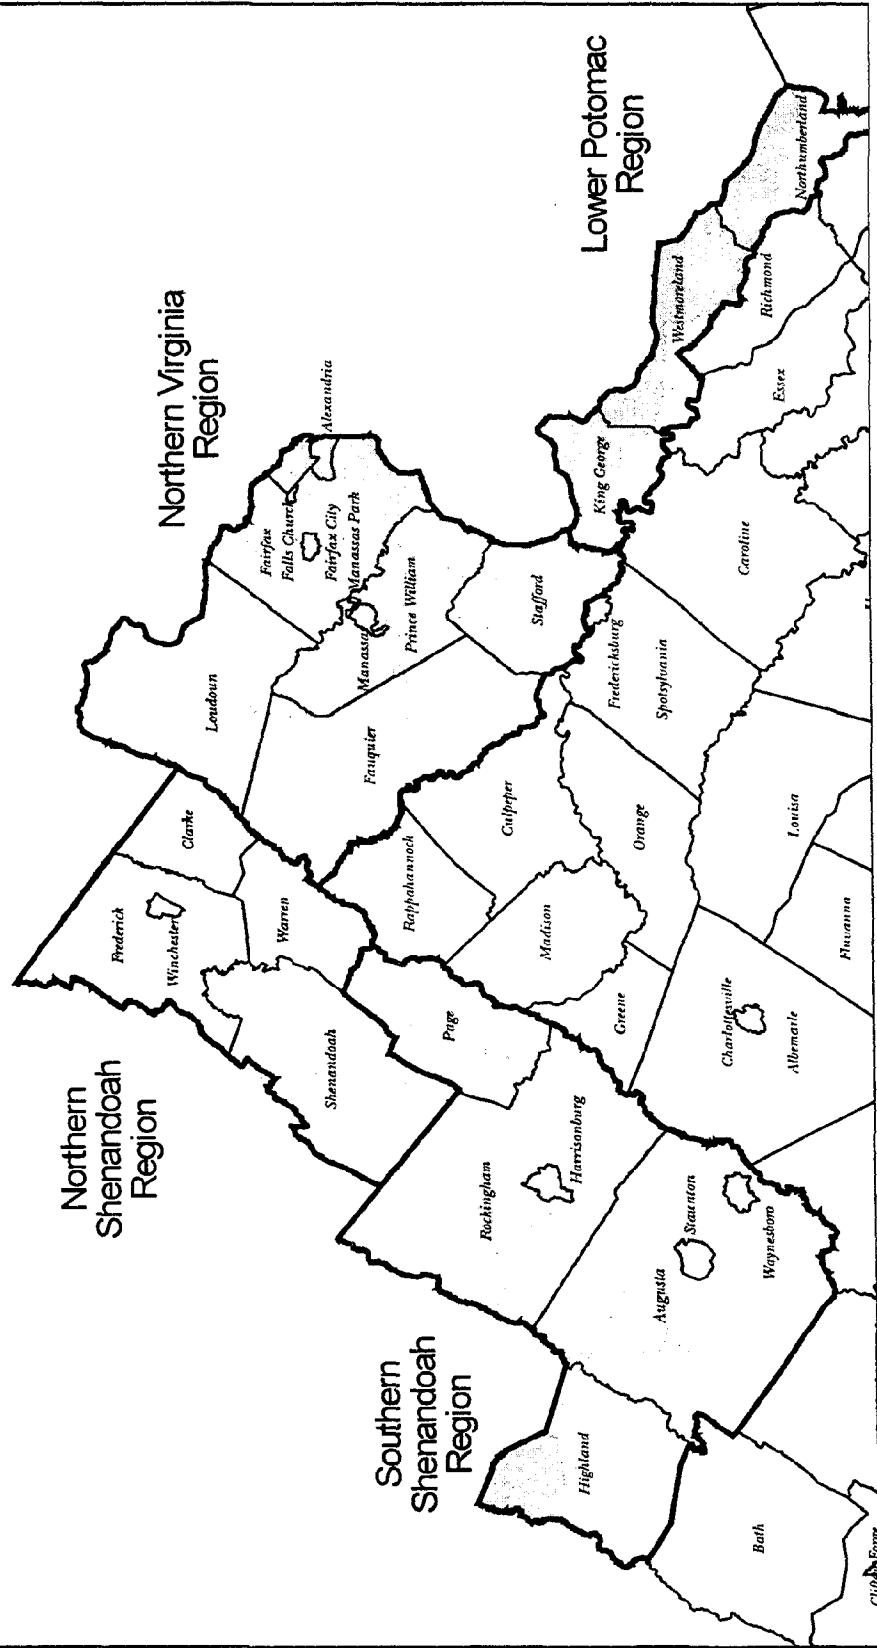 Northern Virginia
Region
Lower Potomac
Region
Northern
Shenandoah
Region
Southern
Shenandoah
Region
Frederick
Winchester
Clarke
Warren
Shenandoah
Loudoun
Fairfax
Falls Church
Fairfax City
Manassas Park
Alexandria
Manassas
Prince William
Fauquier
Stafford
King George
Westmoreland
Northumberland
Richmond
Essex
Caroline
Fredericksburg
Spotsylvania
Culpeper
Orange
Rappahannock
Madison
Greene
Page
Rockingham
Harrisonburg
Louisa
Fluvanna
Charlottesville
Albemarle
Augusta
Staunton
Waynesboro
Highland
Bath